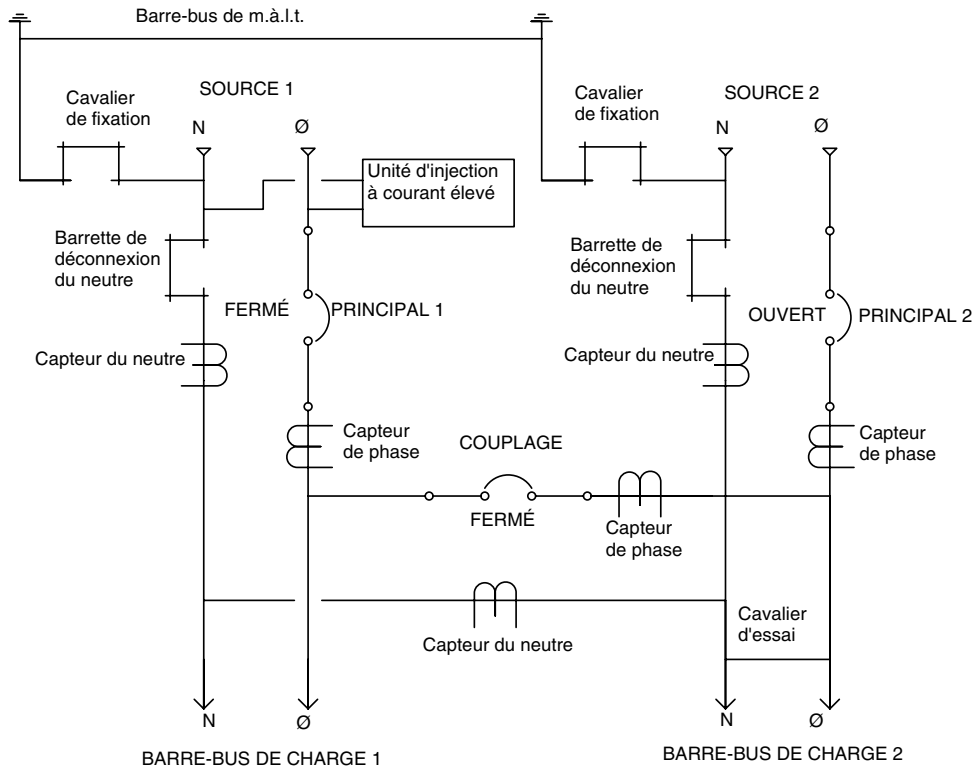 Barre-bus de m.à.l.t.
SOURCE 1
SOURCE 2
Cavalier
de fixation
Cavalier
de fixation
N
Ø
N
Ø
Unité d'injection
à courant élevé
Barrette de
déconnexion
du neutre
Barrette de
déconnexion
du neutre
FERMÉ
PRINCIPAL 1
OUVERT
PRINCIPAL 2
Capteur du neutre
Capteur du neutre
Capteur
de phase
COUPLAGE
Capteur
de phase
FERMÉ
Capteur
de phase
Capteur du neutre
Cavalier
d'essai
N
Ø
N
Ø
BARRE-BUS DE CHARGE 1
BARRE-BUS DE CHARGE 2